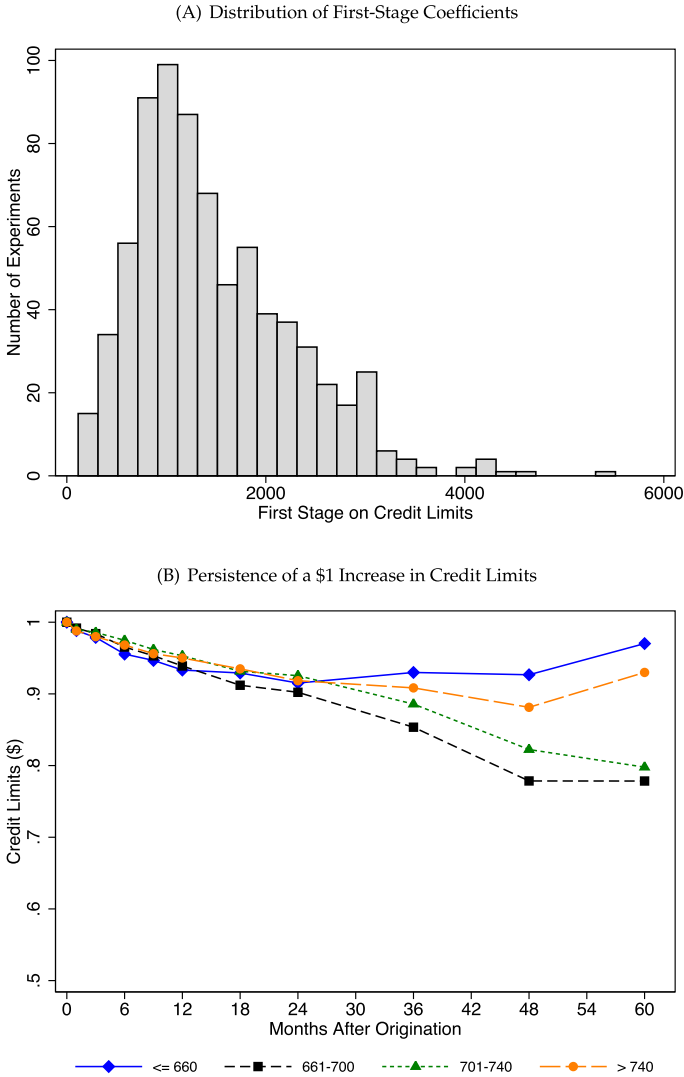 (A) Distribution of First-Stage Coefficients
Number of Experiments
100
80
60
40
20
0
0 2000 4000 6000
First Stage on Credit Limits
(B) Persistence of a $1 Increase in Credit Limits
Credit Limits ($)
1
.9
.8
.7
.6
.5
0 6 12 18 24 30 36 42 48 54 60
Months After Origination
<= 660 661-700 701-740 > 740